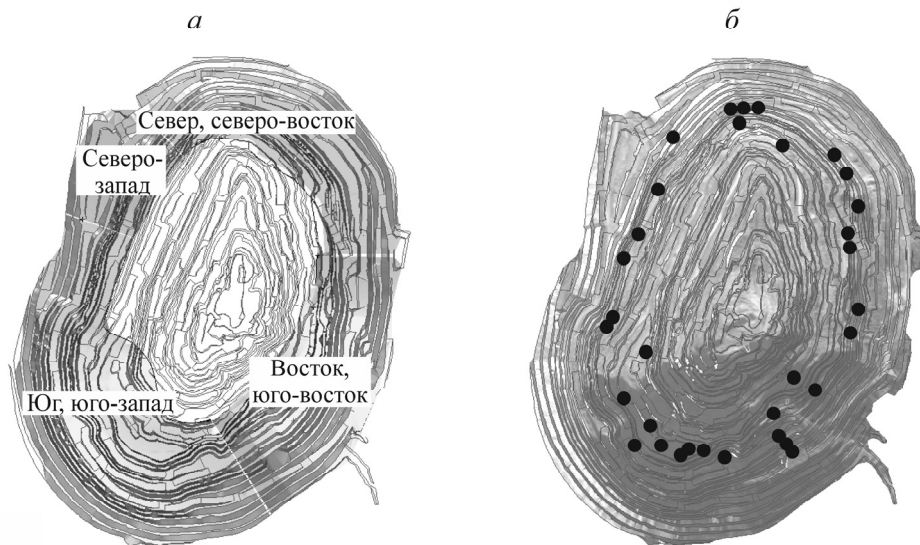 а
б
Север, северо-восток
Северо-
запад
Восток,
юго-восток
Юг, юго-запад